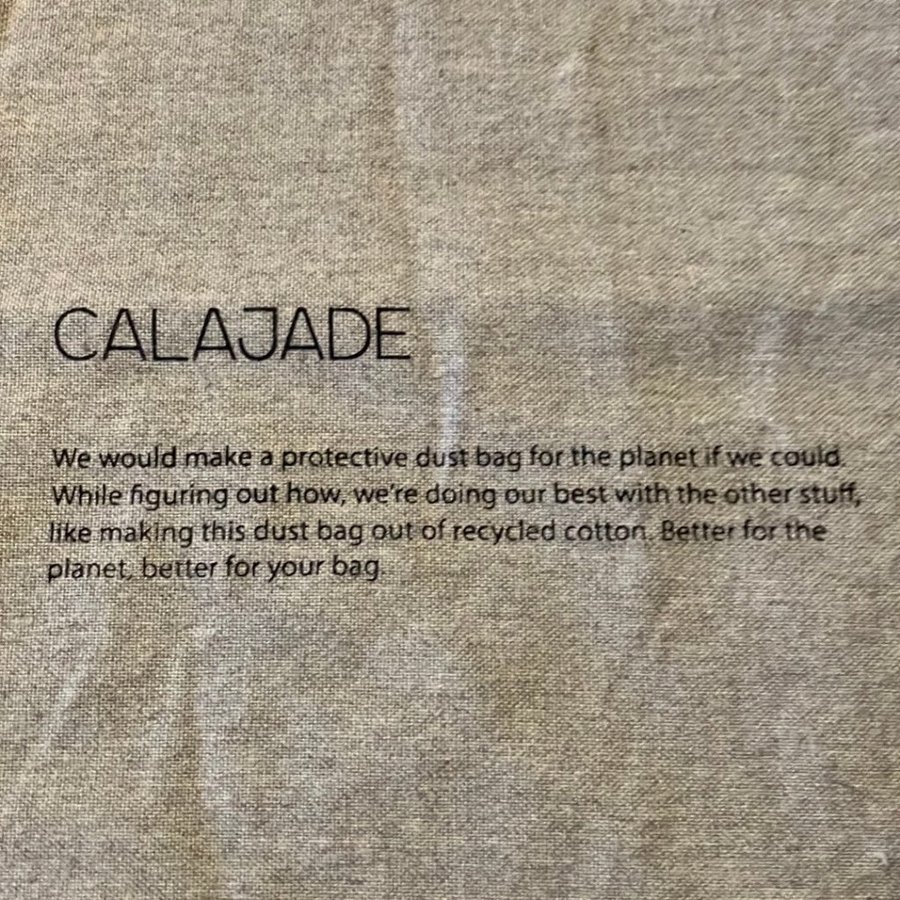 CALAJADE
We would make a protective dust bag for the planet if we could.
While figuring out how, we're doing our best with the other stuff,
like making this dust bag out of recycled cotton. Better for the
planet, better for your bag.